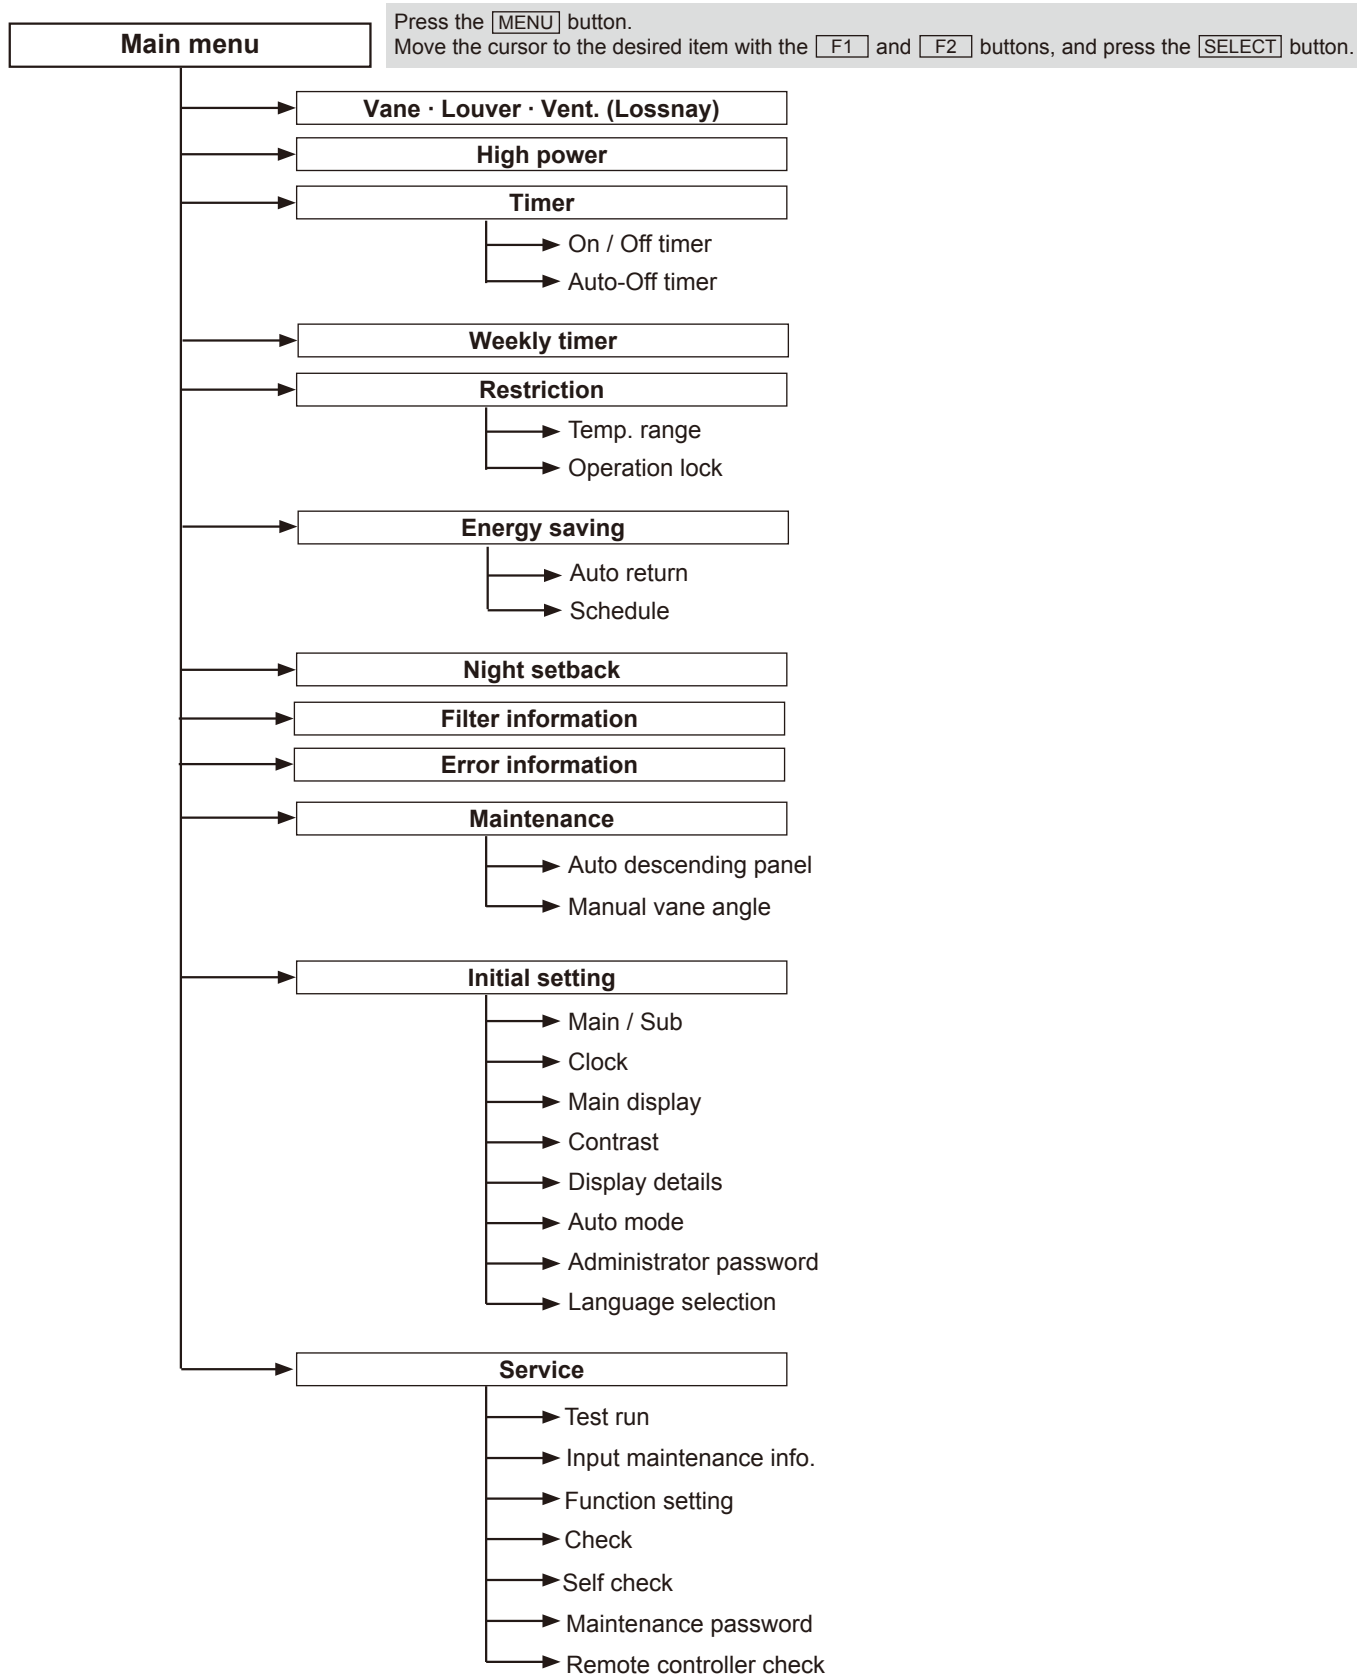 Main menu
Press the MENU button.
Move the cursor to the desired item with the F1 and F2 buttons, and press the SELECT button.
Vane · Louver · Vent. (Lossnay)
High power
Timer
On / Off timer
Auto-Off timer
Weekly timer
Restriction
Temp. range
Operation lock
Energy saving
Auto return
Schedule
Night setback
Filter information
Error information
Maintenance
Auto descending panel
Manual vane angle
Initial setting
Main / Sub
Clock
Main display
Contrast
Display details
Auto mode
Administrator password
Language selection
Service
Test run
Input maintenance info.
Function setting
Check
Self check
Maintenance password
Remote controller check